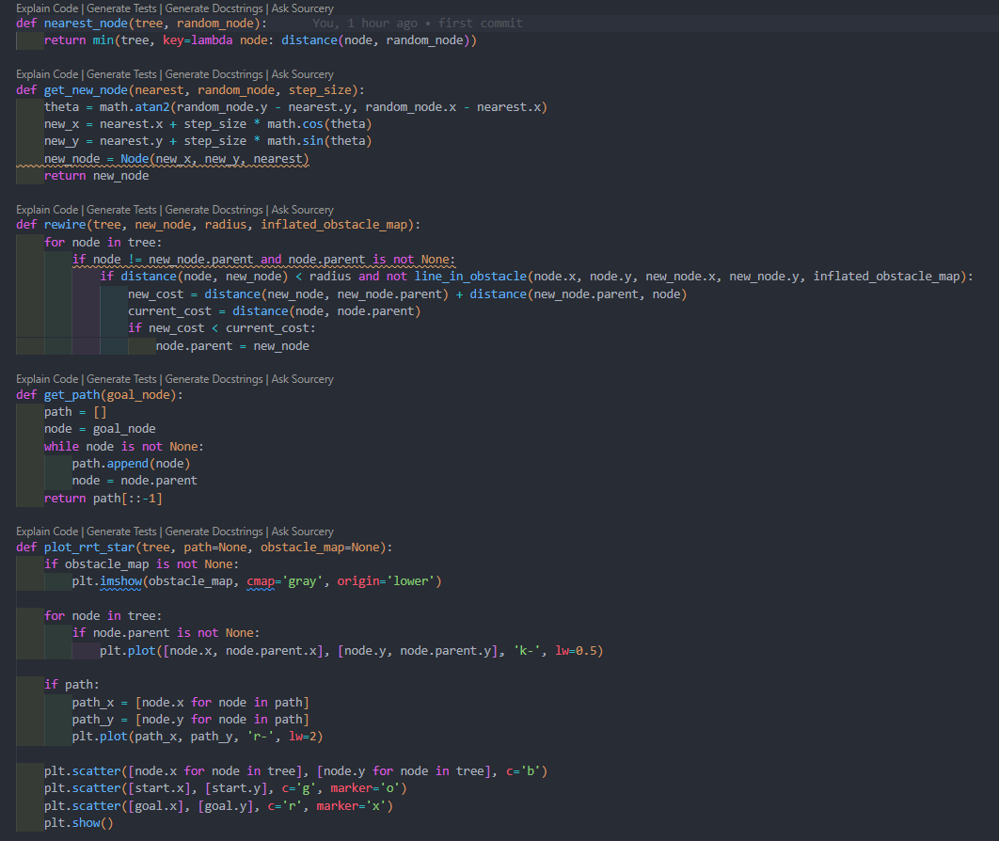 Explain Code | Generate Tests | Generate Docstrings | Ask Sourcery
def nearest_node(tree, random_node):      You, 1 hour ago • first commit
    return min(tree, key=lambda node: distance(node, random_node))

Explain Code | Generate Tests | Generate Docstrings | Ask Sourcery
def get_new_node(nearest, random_node, step_size):
    theta = math.atan2(random_node.y - nearest.y, random_node.x - nearest.x)
    new_x = nearest.x + step_size * math.cos(theta)
    new_y = nearest.y + step_size * math.sin(theta)
    new_node = Node(new_x, new_y, nearest)
    return new_node

Explain Code | Generate Tests | Generate Docstrings | Ask Sourcery
def rewire(tree, new_node, radius, inflated_obstacle_map):
    for node in tree:
        if node != new_node.parent and node.parent is not None:
            if distance(node, new_node) < radius and not line_in_obstacle(node.x, node.y, new_node.x, new_node.y, inflated_obstacle_map):
                new_cost = distance(new_node, new_node.parent) + distance(new_node.parent, node)
                current_cost = distance(node, node.parent)
                if new_cost < current_cost:
                    node.parent = new_node

Explain Code | Generate Tests | Generate Docstrings | Ask Sourcery
def get_path(goal_node):
    path = []
    node = goal_node
    while node is not None:
        path.append(node)
        node = node.parent
    return path[::-1]

Explain Code | Generate Tests | Generate Docstrings | Ask Sourcery
def plot_rrt_star(tree, path=None, obstacle_map=None):
    if obstacle_map is not None:
        plt.imshow(obstacle_map, cmap='gray', origin='lower')

    for node in tree:
        if node.parent is not None:
            plt.plot([node.x, node.parent.x], [node.y, node.parent.y], 'k-', lw=0.5)

    if path:
        path_x = [node.x for node in path]
        path_y = [node.y for node in path]
        plt.plot(path_x, path_y, 'r-', lw=2)

    plt.scatter([node.x for node in tree], [node.y for node in tree], c='b')
    plt.scatter([start.x], [start.y], c='g', marker='o')
    plt.scatter([goal.x], [goal.y], c='r', marker='x')
    plt.show()